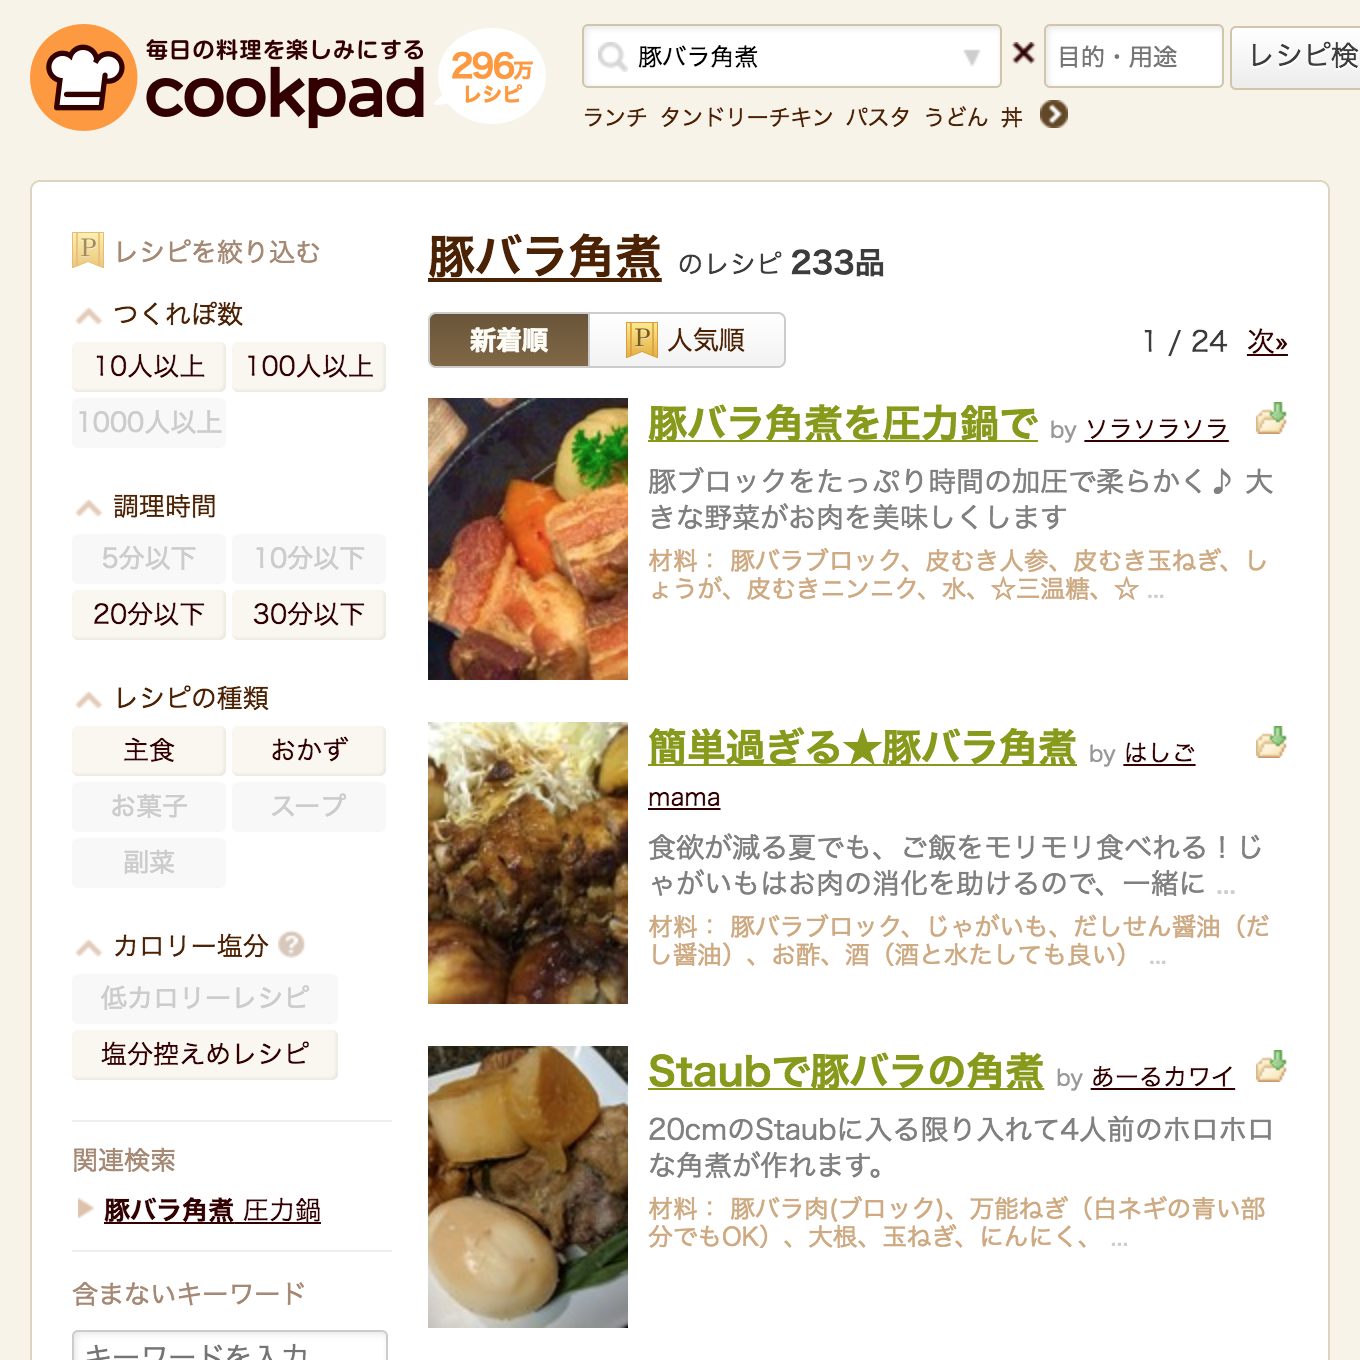 毎日の料理を楽しみにする
cookpad
296万
レシピ
豚バラ角煮
目的・用途
レシピ検
ランチ タンドリーチキン パスタ うどん 丼
P レシピを絞り込む
つくれぽ数
10人以上 100人以上
1000人以上
調理時間
5分以下 10分以下
20分以下 30分以下
レシピの種類
主食 おかず
お菓子 スープ
副菜
カロリー塩分 ?
低カロリーレシピ
塩分控えめレシピ
関連検索
豚バラ角煮 圧力鍋
含まないキーワード
キーワードを入力
豚バラ角煮 のレシピ 233品
新着順 P 人気順
1 / 24 次»
豚バラ角煮を圧力鍋で by ソラソラソラ
豚ブロックをたっぷり時間の加圧で柔らかく♪ 大
きな野菜がお肉を美味しくします
材料： 豚バラブロック、皮むき人参、皮むき玉ねぎ、し
ょうが、皮むきニンニク、水、☆三温糖、☆ ...
簡単過ぎる★豚バラ角煮 by はしご
mama
食欲が減る夏でも、ご飯をモリモリ食べれる！じ
ゃがいもはお肉の消化を助けるので、一緒に ...
材料： 豚バラブロック、じゃがいも、だしせん醤油（だ
し醤油）、お酢、酒（酒と水たしても良い） ...
Staubで豚バラの角煮 by あーるカワイ
20cmのStaubに入る限り入れて4人前のホロホロ
な角煮が作れます。
材料： 豚バラ肉(ブロック)、万能ねぎ（白ネギの青い部
分でもOK）、大根、玉ねぎ、にんにく、 ...